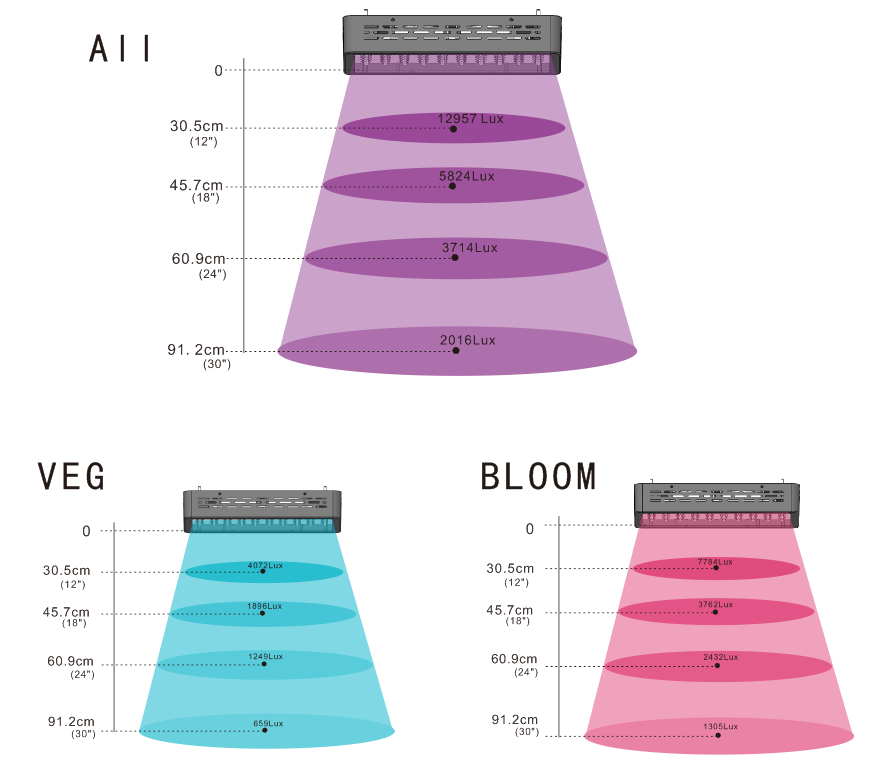 All
0
12957 Lux
30.5cm
(12")
5824Lux
45.7cm
(18")
3714Lux
60.9cm
(24")
2016Lux
91. 2cm
(30")
VEG
0
4072Lux
30.5cm
(12")
1896Lux
45.7cm
(18")
1249Lux
60.9cm
(24")
659Lux
91.2cm
(30")
BLOOM
0
7784Lux
30.5cm
(12")
3762Lux
45.7cm
(18")
2432Lux
60.9cm
(24")
1305Lux
91.2cm
(30")